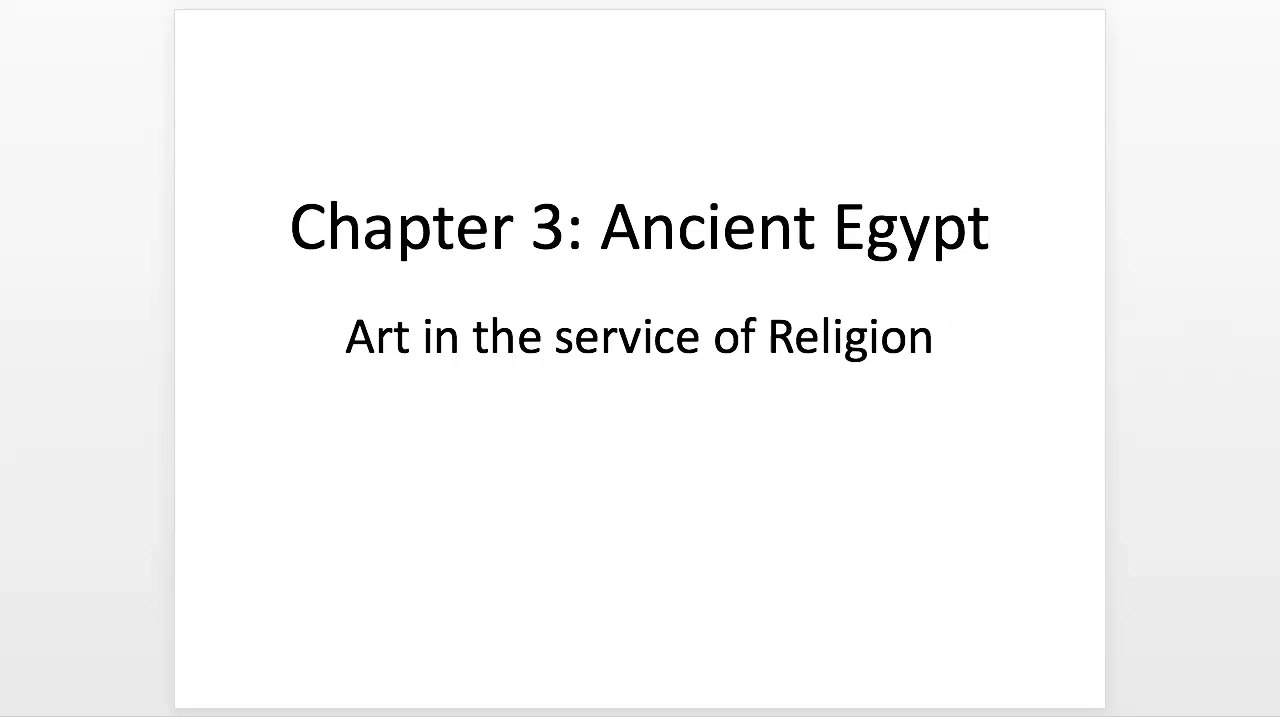 Chapter 3: Ancient Egypt
Art in the service of Religion